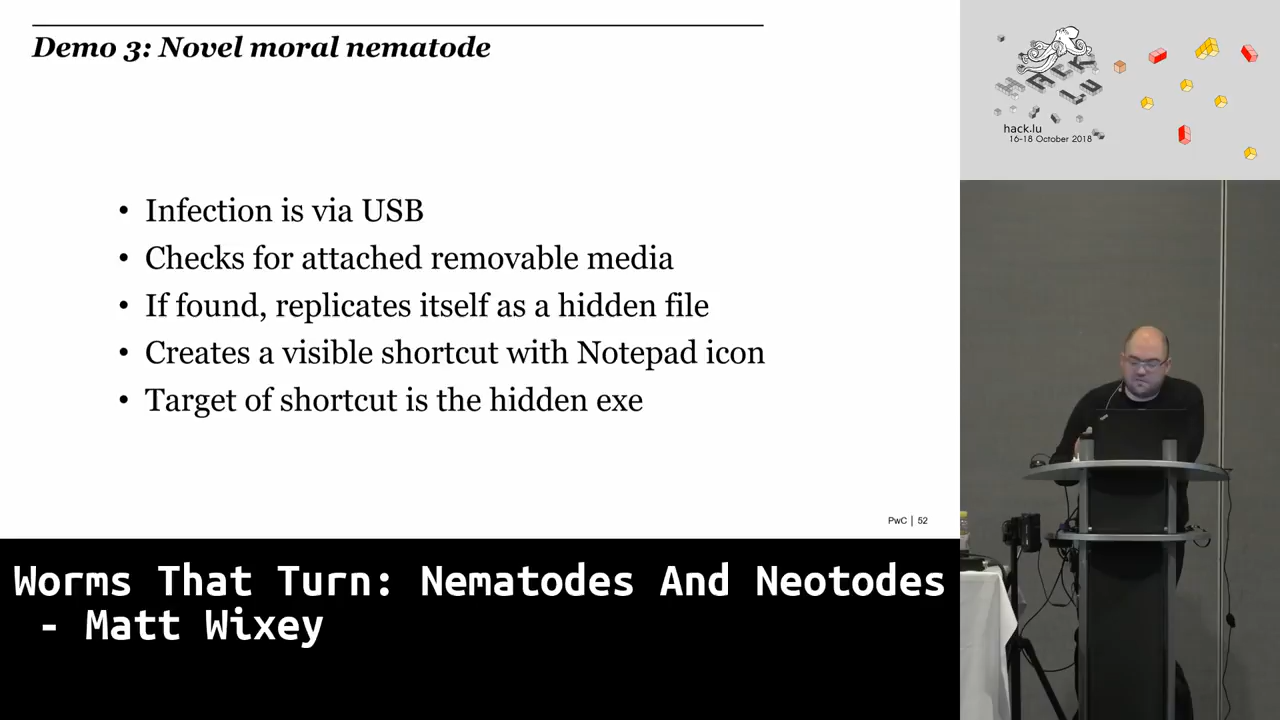 Demo 3: Novel moral nematode
• Infection is via USB
• Checks for attached removable media
• If found, replicates itself as a hidden file
• Creates a visible shortcut with Notepad icon
• Target of shortcut is the hidden exe
PwC | 52
HACK
LU
hack.lu
16-18 October 2018
Worms That Turn: Nematodes And Neotodes
- Matt Wixey